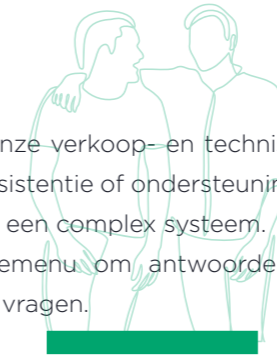 nze verkoop- en techni
sistentie of ondersteunin
een complex systeem.
emenu om antwoorde
vragen.